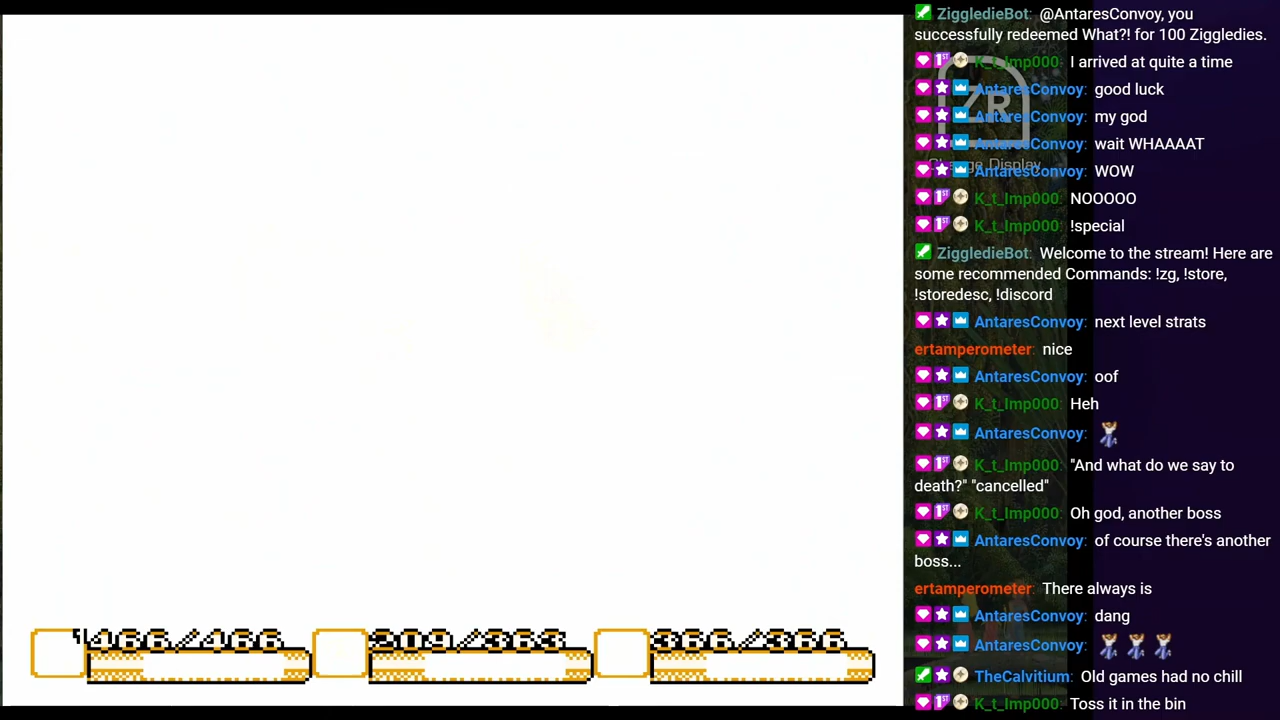 ZiggledieBot: @AntaresConvoy, you
successfully redeemed What?! for 100 Ziggledies.
K_t_Imp000: I arrived at quite a time
AntaresConvoy: good luck
AntaresConvoy: my god
AntaresConvoy: wait WHAAAAT
ZR
Change Display
AntaresConvoy: WOW
K_t_Imp000: NOOOOO
K_t_Imp000: !special
ZiggledieBot: Welcome to the stream! Here are
some recommended Commands: !zg, !store,
!storedesc, !discord
AntaresConvoy: next level strats
ertamperometer: nice
AntaresConvoy: oof
K_t_Imp000: Heh
AntaresConvoy:
K_t_Imp000: "And what do we say to
death?" "cancelled"
K_t_Imp000: Oh god, another boss
AntaresConvoy: of course there's another
boss...
ertamperometer: There always is
AntaresConvoy: dang
AntaresConvoy:
TheCalvitium: Old games had no chill
K_t_Imp000: Toss it in the bin